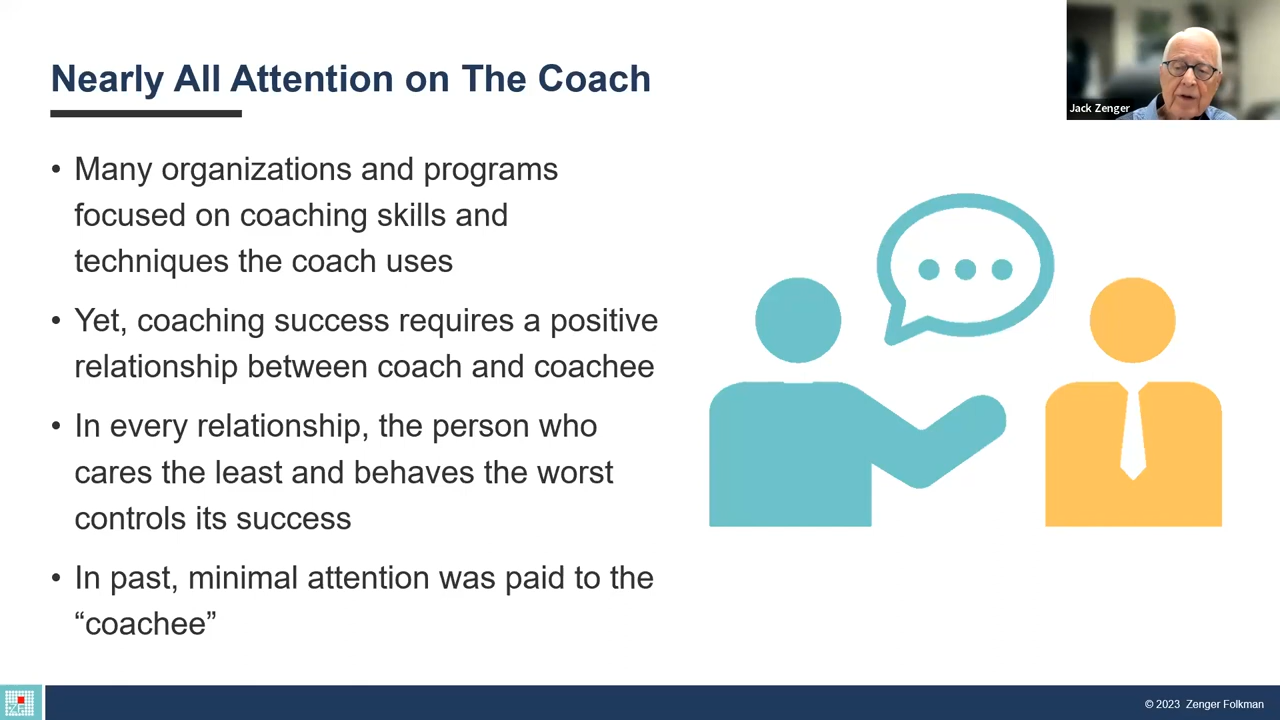 Nearly All Attention on The Coach
Jack Zenger
• Many organizations and programs
focused on coaching skills and
techniques the coach uses
• Yet, coaching success requires a positive
relationship between coach and coachee
• In every relationship, the person who
cares the least and behaves the worst
controls its success
• In past, minimal attention was paid to the
“coachee”
ZF
© 2023 Zenger Folkman